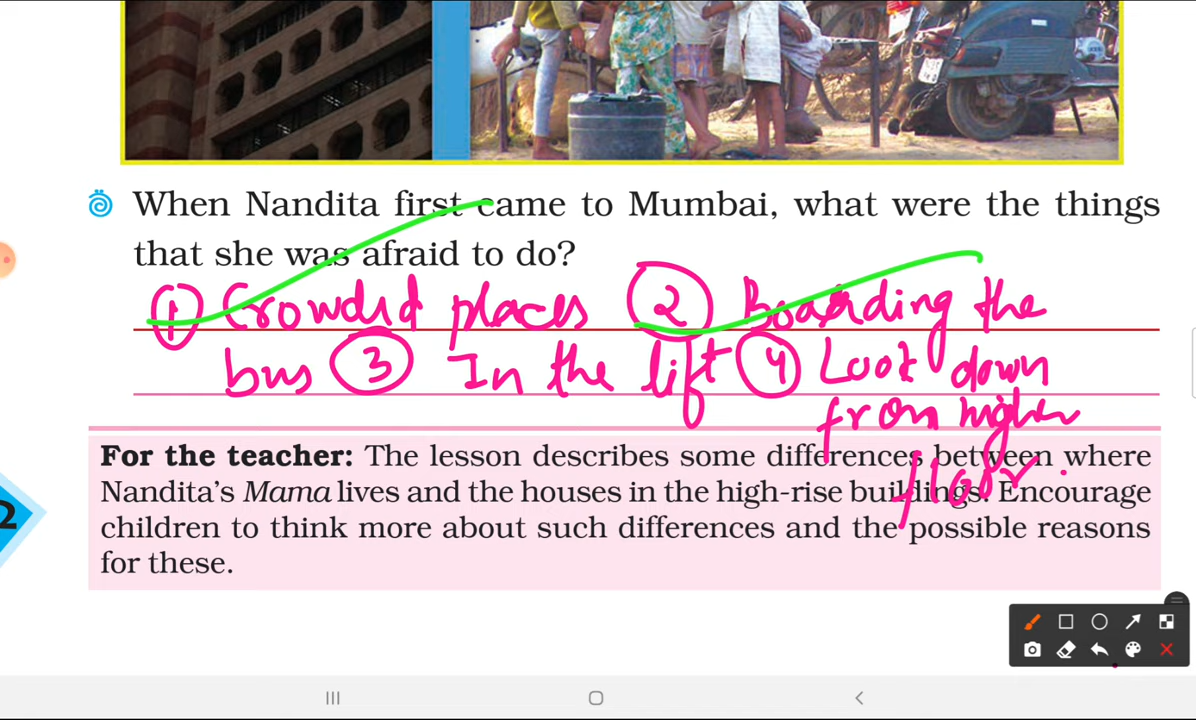 When Nandita first came to Mumbai, what were the things
that she was afraid to do?
① Crowded places ② Boarding the
bus ③ In the lift ④ Look down
from higher
floor.
For the teacher: The lesson describes some differences between where
Nandita's Mama lives and the houses in the high-rise buildings. Encourage
children to think more about such differences and the possible reasons
for these.
2